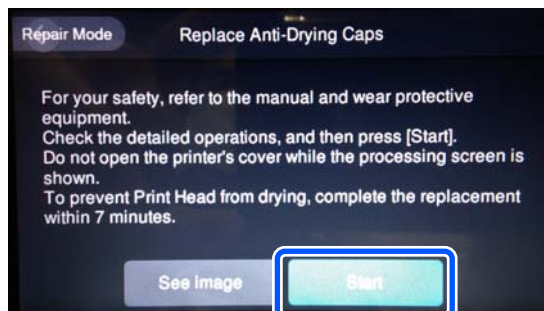 Repair Mode
Replace Anti-Drying Caps
For your safety, refer to the manual and wear protective
equipment.
Check the detailed operations, and then press [Start].
Do not open the printer's cover while the processing screen is
shown.
To prevent Print Head from drying, complete the replacement
within 7 minutes.
See image
Start